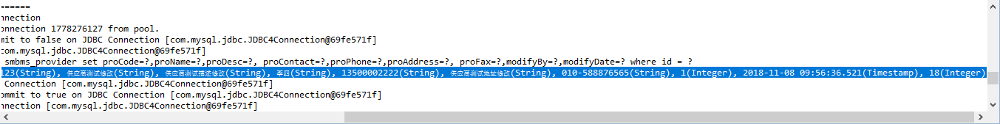 ======
nnection
onnection 1778276127 from pool.
mit to false on JDBC Connection [com.mysql.jdbc.JDBC4Connection@69fe571f]
com.mysql.jdbc.JDBC4Connection@69fe571f]
smbms_provider set proCode=?,proName=?,proDesc=?, proContact=?,proPhone=?,proAddress=?, proFax=?,modifyBy=?,modifyDate=? where id = ?
123(String), 供应商测试修改(String), 供应商测试描述修改(String), 李四(String), 13500002222(String), 供应商测试地址修改(String), 010-588876565(String), 1(Integer), 2018-11-08 09:56:36.521(Timestamp), 18(Integer)
Connection [com.mysql.jdbc.JDBC4Connection@69fe571f]
ommit to true on JDBC Connection [com.mysql.jdbc.JDBC4Connection@69fe571f]
nnection [com.mysql.jdbc.JDBC4Connection@69fe571f]